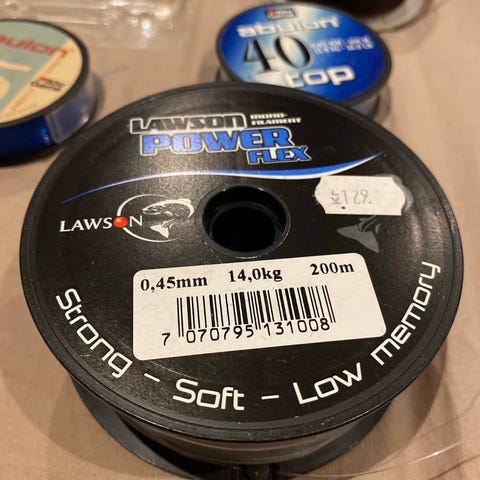 abulon
40
top
LAWSON MONO-
FILAMENT
POWER
FLEX
129.
LAWSON
0,45mm 14,0kg 200m
7 070795 131008
Strong - Soft - Low memory